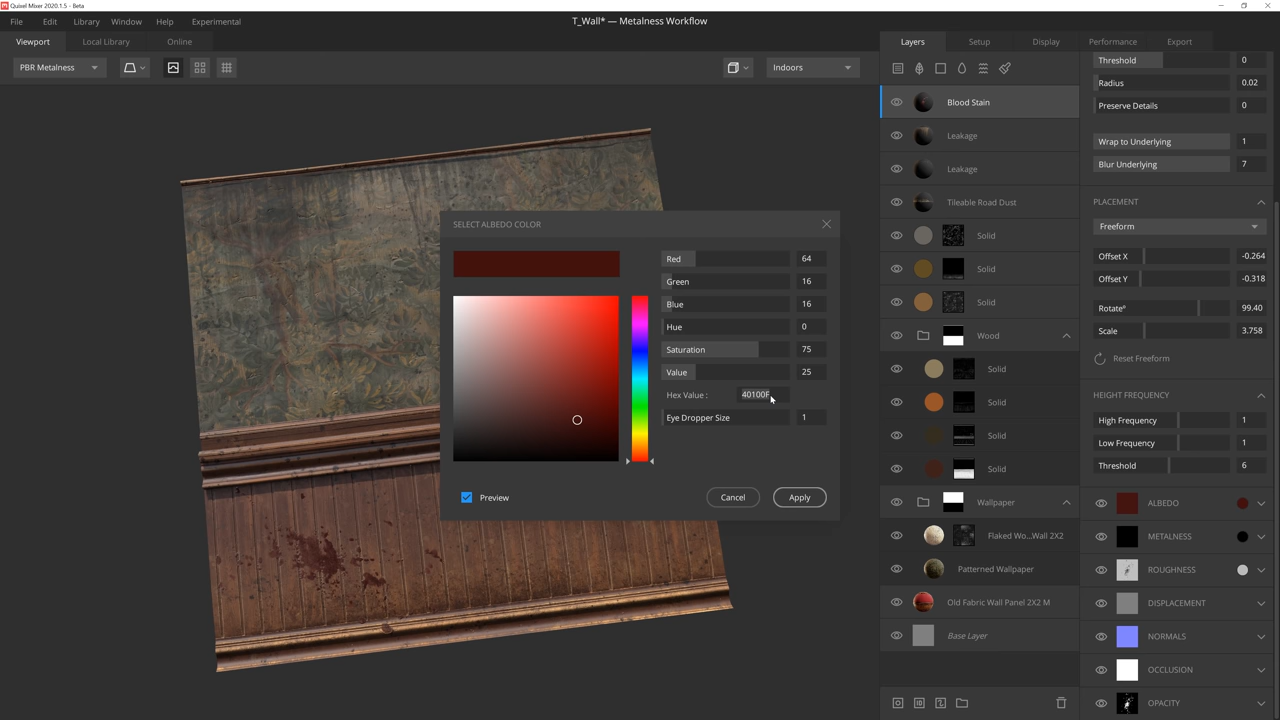 Quixel Mixer 2020.1.5 - Beta
File Edit Library Window Help Experimental
T_Wall* — Metalness Workflow
Viewport Local Library Online
Layers Setup Display Performance Export
PBR Metalness
Indoors
Blood Stain
Leakage
Leakage
Tileable Road Dust
Solid
Solid
Solid
Wood
Solid
Solid
Solid
Solid
Wallpaper
Flaked Wo...Wall 2X2
Patterned Wallpaper
Old Fabric Wall Panel 2X2 M
Base Layer
SELECT ALBEDO COLOR
Red 64
Green 16
Blue 16
Hue 0
Saturation 75
Value 25
Hex Value : 40100F
Eye Dropper Size 1
Preview
Cancel Apply
Threshold 0
Radius 0.02
Preserve Details 0
Wrap to Underlying 1
Blur Underlying 7
PLACEMENT
Freeform
Offset X -0.264
Offset Y -0.318
Rotate° 99.40
Scale 3.758
Reset Freeform
HEIGHT FREQUENCY
High Frequency 1
Low Frequency 1
Threshold 6
ALBEDO
METALNESS
ROUGHNESS
DISPLACEMENT
NORMALS
OCCLUSION
OPACITY